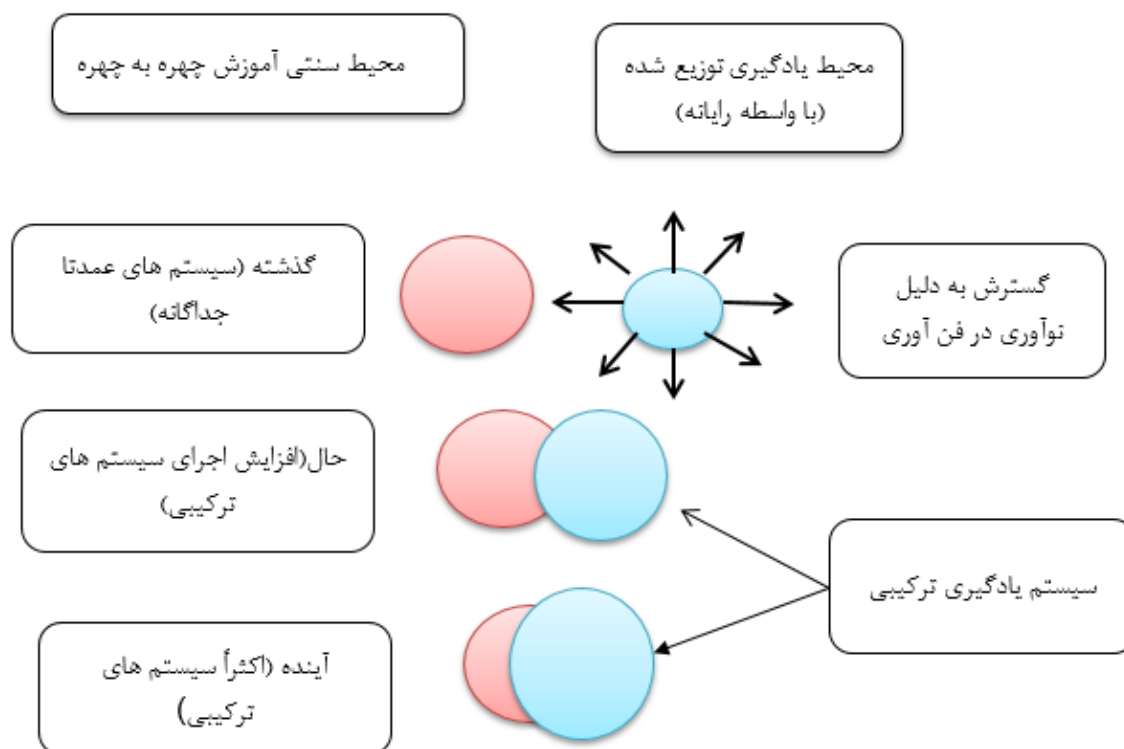 محیط یادگیری توزیع شده
(با واسطه رایانه)
محیط سنتی آموزش چهره به چهره
گسترش به دلیل
نوآوری در فن آوری
گذشته (سیستم های عمدتا
جداگانه)
حال(افزایش اجرای سیستم های
ترکیبی)
سیستم یادگیری ترکیبی
آینده (اکثرأ سیستم های
ترکیبی)